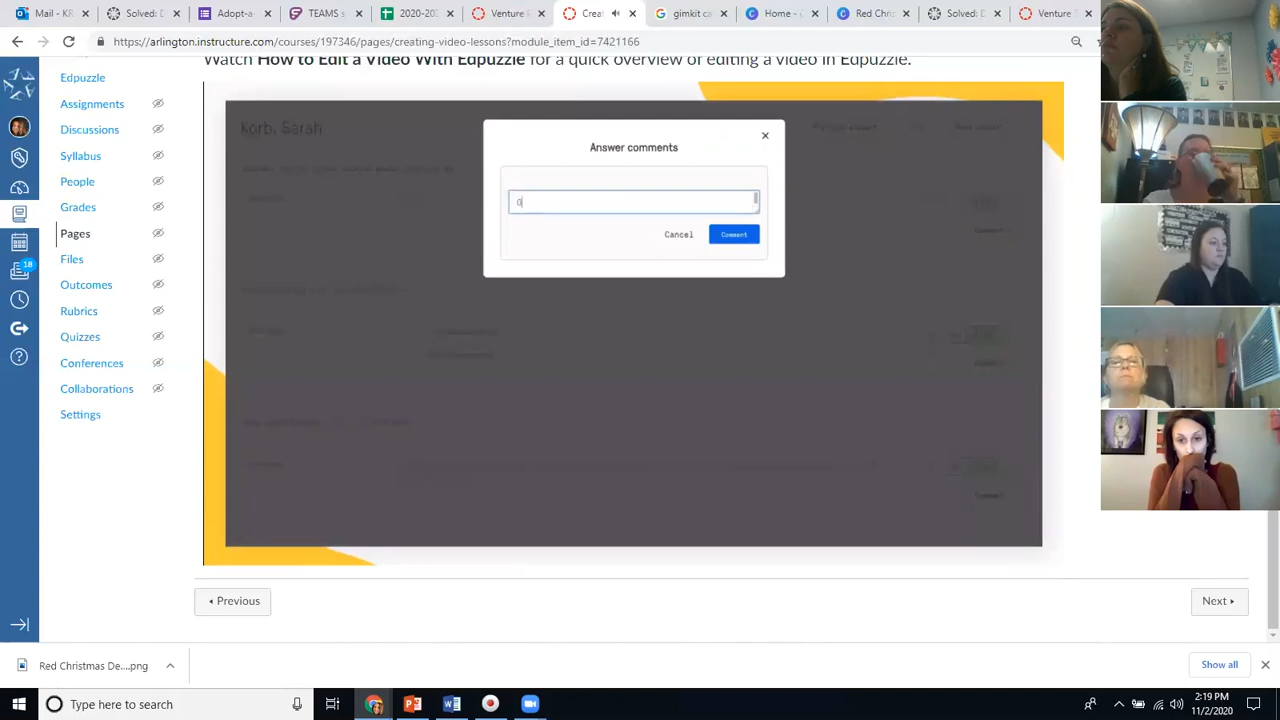 Mail - O
Solved: D
Adopt-a-
TEAMS s
2020-202
Venture R
Creat
gimkit ca
Home - g
Red Chris
Solved: D
Venture
https://arlington.instructure.com/courses/197346/pages/creating-video-lessons?module_item_id=7421166
Watch How to Edit a Video With Edpuzzle for a quick overview of editing a video in Edpuzzle.
Edpuzzle
Assignments
Discussions
Syllabus
People
Grades
Pages
Files
18
Outcomes
Rubrics
Quizzes
Conferences
Collaborations
Settings
Korb, Sarah
Answer comments
Cancel
Comment
Previous
Next
Red Christmas De....png
Show all
Type here to search
2:19 PM
11/2/2020